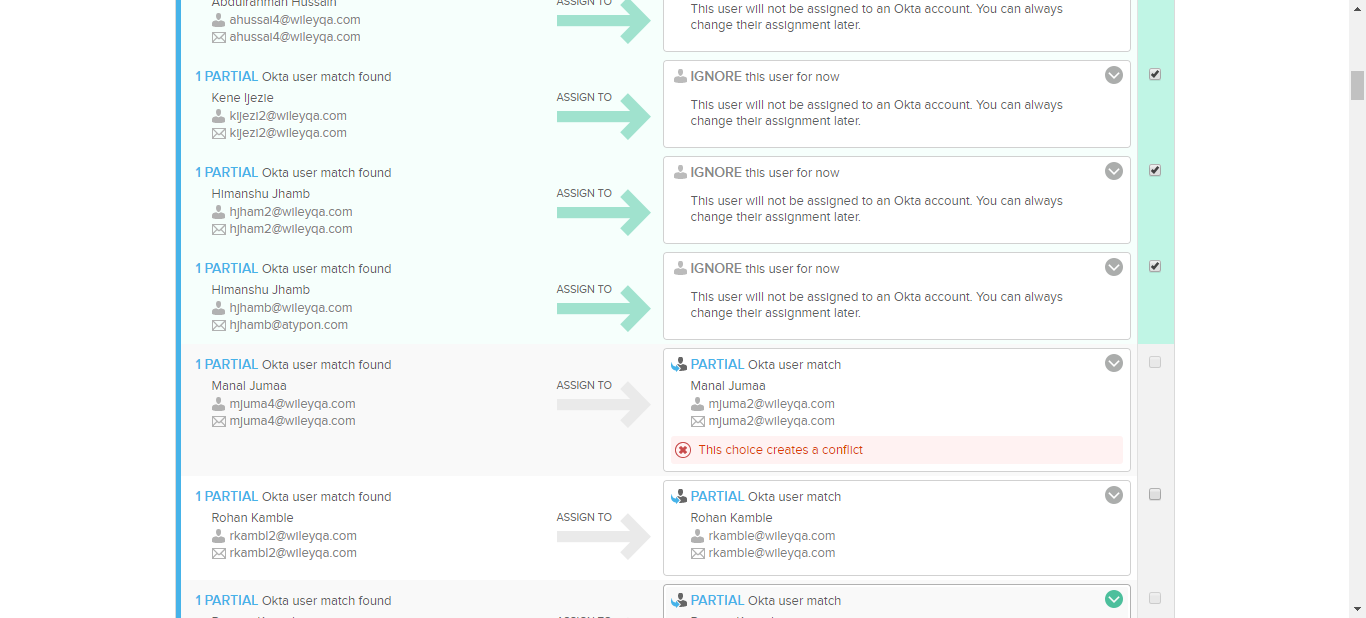 Abdulrahman Hussain
ahussai4@wileyqa.com
ahussai4@wileyqa.com
ASSIGN TO
This user will not be assigned to an Okta account. You can always
change their assignment later.
1 PARTIAL Okta user match found
Kene Ijezie
kijezi2@wileyqa.com
kijezi2@wileyqa.com
ASSIGN TO
IGNORE this user for now
This user will not be assigned to an Okta account. You can always
change their assignment later.
1 PARTIAL Okta user match found
Himanshu Jhamb
hjham2@wileyqa.com
hjham2@wileyqa.com
ASSIGN TO
IGNORE this user for now
This user will not be assigned to an Okta account. You can always
change their assignment later.
1 PARTIAL Okta user match found
Himanshu Jhamb
hjhamb@wileyqa.com
hjhamb@atypon.com
ASSIGN TO
IGNORE this user for now
This user will not be assigned to an Okta account. You can always
change their assignment later.
1 PARTIAL Okta user match found
Manal Jumaa
mjuma4@wileyqa.com
mjuma4@wileyqa.com
ASSIGN TO
PARTIAL Okta user match
Manal Jumaa
mjuma2@wileyqa.com
mjuma2@wileyqa.com
This choice creates a conflict
1 PARTIAL Okta user match found
Rohan Kamble
rkambl2@wileyqa.com
rkambl2@wileyqa.com
ASSIGN TO
PARTIAL Okta user match
Rohan Kamble
rkamble@wileyqa.com
rkamble@wileyqa.com
1 PARTIAL Okta user match found
PARTIAL Okta user match